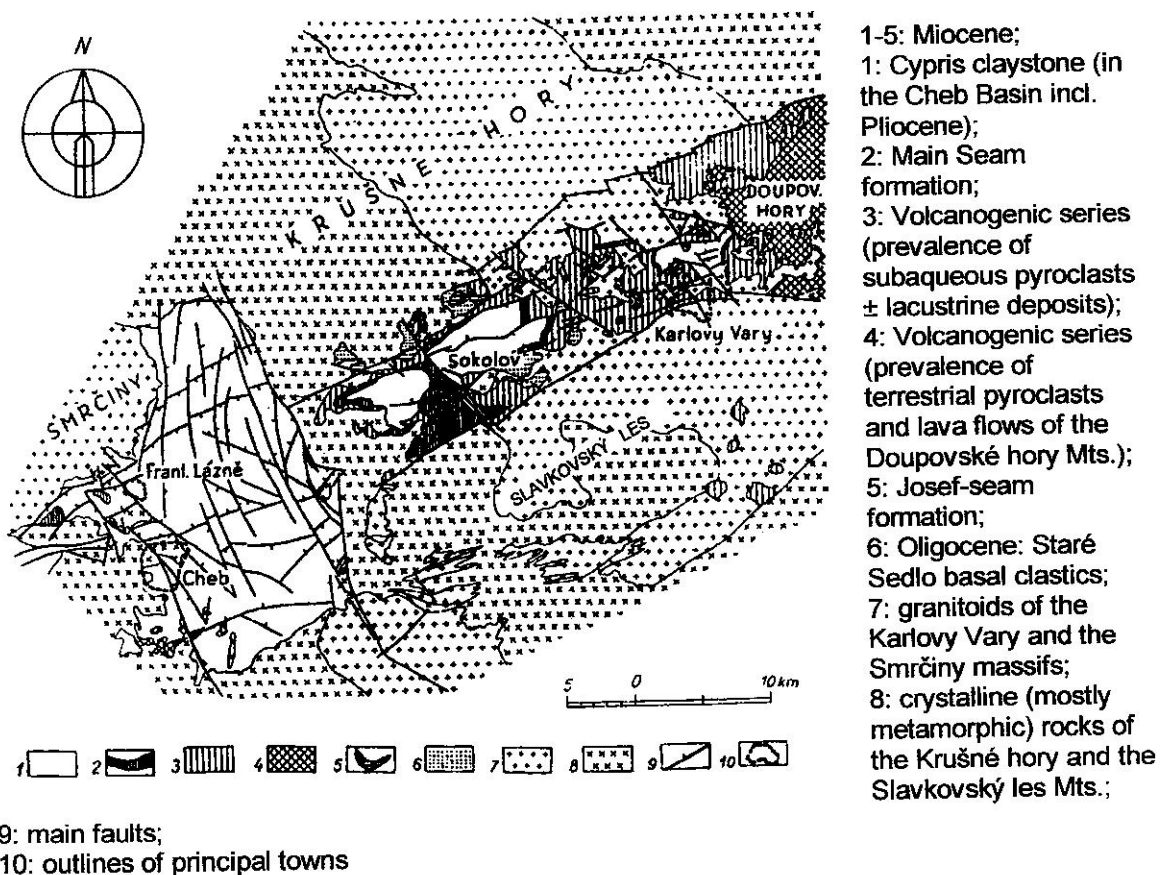 N
KRUŠNÉ HORY
DOUPOV.
HORY
Karlovy Vary
Sokolov
SMRČINY
SLAVKOVSKÝ LES
Franl. Lázně
Cheb
5 0 10 km
1 2 3 4 5 6 7 8 9 10
1-5: Miocene;
1: Cypris claystone (in
the Cheb Basin incl.
Pliocene);
2: Main Seam
formation;
3: Volcanogenic series
(prevalence of
subaqueous pyroclasts
± lacustrine deposits);
4: Volcanogenic series
(prevalence of
terrestrial pyroclasts
and lava flows of the
Doupovské hory Mts.);
5: Josef-seam
formation;
6: Oligocene: Staré
Sedlo basal clastics;
7: granitoids of the
Karlovy Vary and the
Smrčiny massifs;
8: crystalline (mostly
metamorphic) rocks of
the Krušné hory and the
Slavkovský les Mts.;
9: main faults;
10: outlines of principal towns